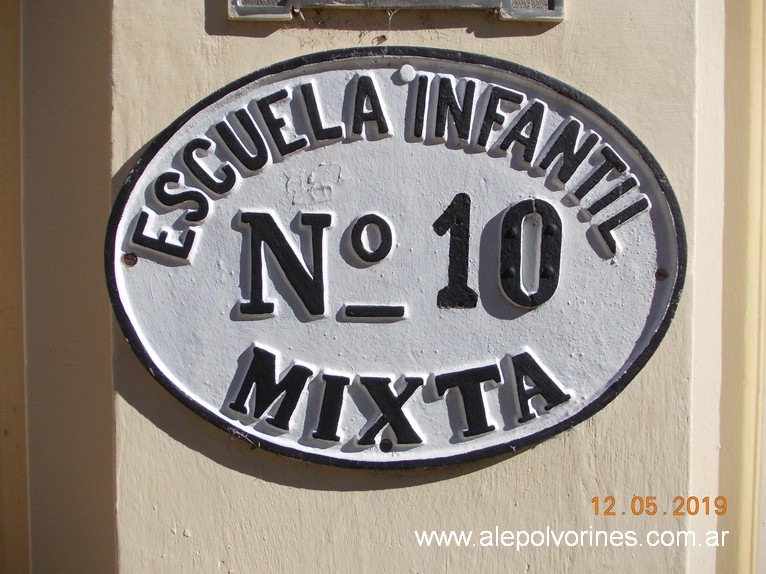 ESCUELA INFANTIL
Nº 10
MIXTA
12.05.2019
www.alepolvorines.com.ar